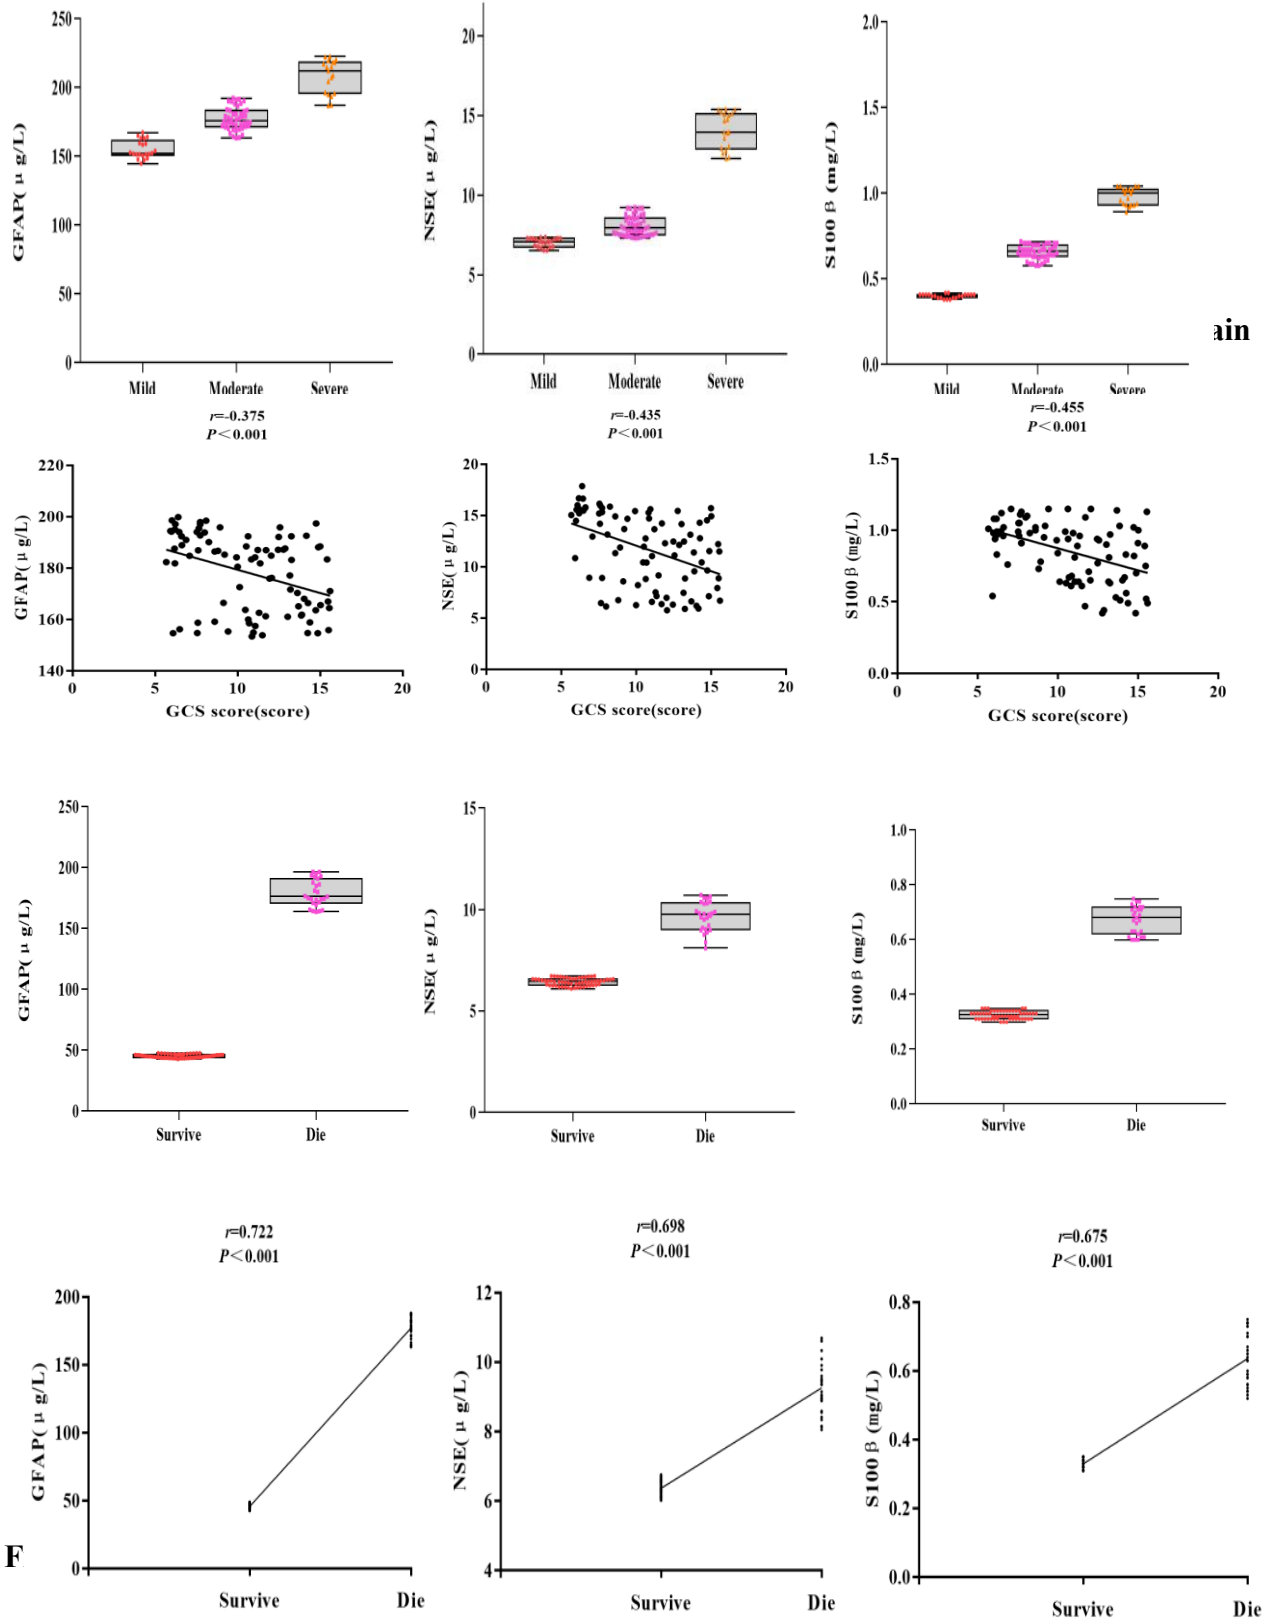 250
200
150
100
50
0
GFAP( μ g/L)
Mild Moderate Severe
20
15
10
5
0
NSE( μ g/L)
Mild Moderate Severe
2.0
1.5
1.0
0.5
0.0
S100 β (mg/L)
Mild Moderate Severe
ain
r=-0.375
P<0.001
220
200
180
160
140
GFAP( μ g/L)
0 5 10 15 20
GCS score(score)
r=-0.435
P<0.001
20
15
10
5
0
NSE( μ g/L)
0 5 10 15 20
GCS score(score)
r=-0.455
P<0.001
1.5
1.0
0.5
0.0
S100 β (mg/L)
0 5 10 15 20
GCS score(score)
250
200
150
100
50
0
GFAP( μ g/L)
Survive Die
15
10
5
0
NSE( μ g/L)
Survive Die
1.0
0.8
0.6
0.4
0.2
0.0
S100 β (mg/L)
Survive Die
r=0.722
P<0.001
200
150
100
50
0
GFAP( μ g/L)
Survive Die
r=0.698
P<0.001
12
10
8
6
4
NSE( μ g/L)
Survive Die
r=0.675
P<0.001
0.8
0.6
0.4
0.2
0.0
S100 β (mg/L)
Survive Die
F